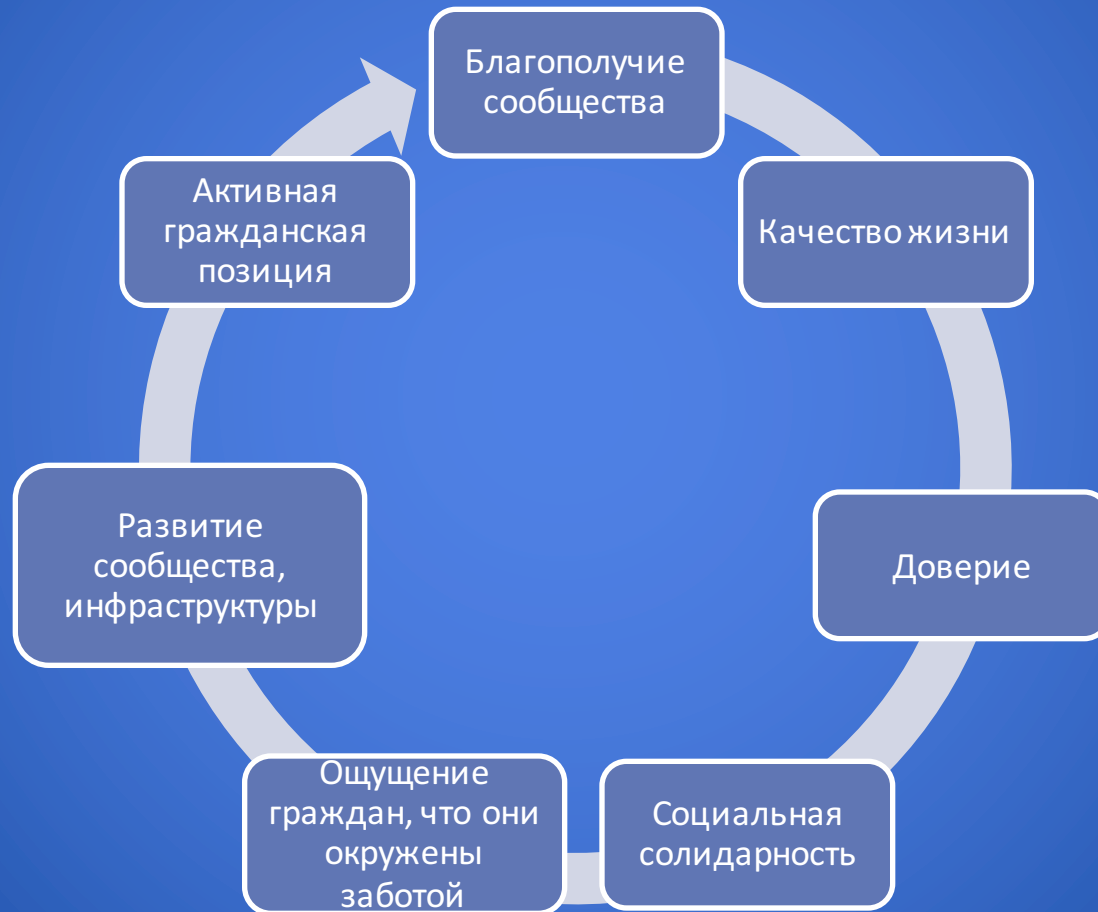 Благополучие
сообщества
Качество жизни
Доверие
Социальная
солидарность
Ощущение
граждан, что они
окружены
заботой
Развитие
сообщества,
инфраструктуры
Активная
гражданская
позиция